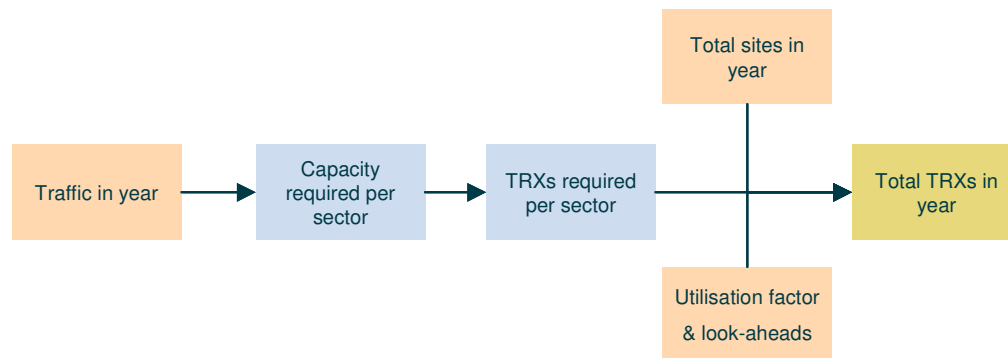 Total sites in
year
Traffic in year
Capacity
required per
sector
TRXs required
per sector
Total TRXs in
year
Utilisation factor
& look-aheads